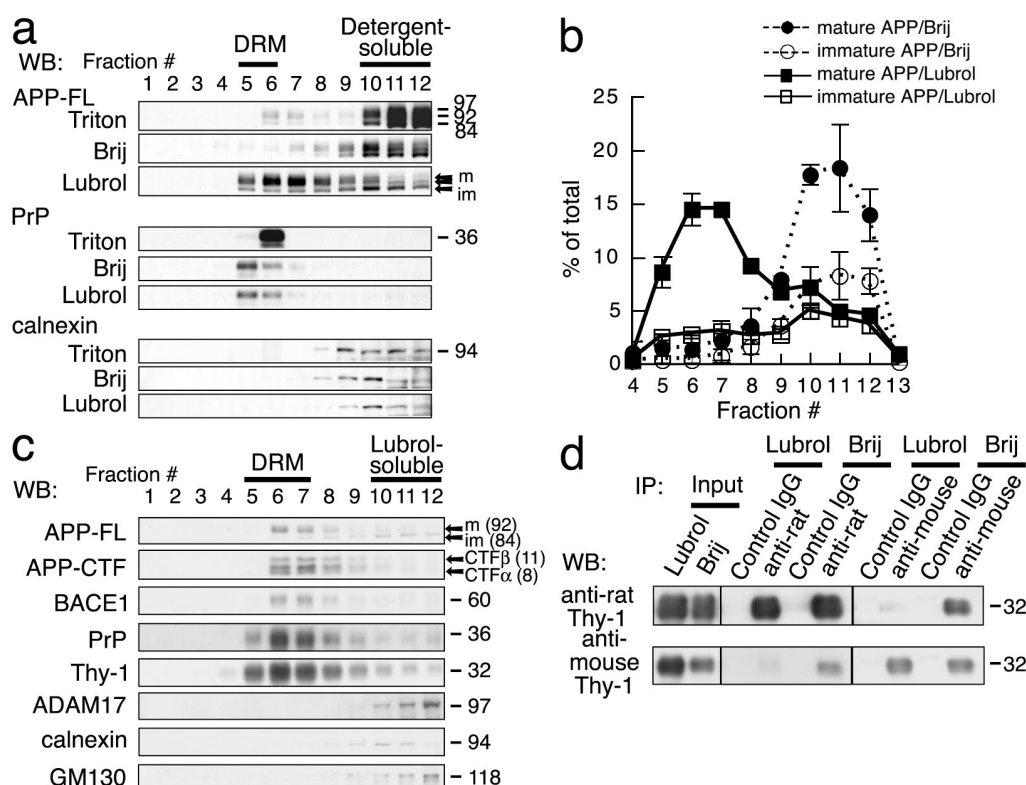 a
DRM
Detergent-
soluble
WB: Fraction #
1 2 3 4 5 6 7 8 9 10 11 12
APP-FL
Triton
97
92
84
Brij
Lubrol
m
im
PrP
Triton
36
Brij
Lubrol
calnexin
Triton
94
Brij
Lubrol
b
mature APP/Brij
immature APP/Brij
mature APP/Lubrol
immature APP/Lubrol
25
20
15
10
5
0
% of total
4 5 6 7 8 9 10 11 12 13
Fraction #
c
DRM
Lubrol-
soluble
Fraction #
WB: 1 2 3 4 5 6 7 8 9 10 11 12
APP-FL
m (92)
im (84)
APP-CTF
CTFβ (11)
CTFα (8)
BACE1
60
PrP
36
Thy-1
32
ADAM17
97
calnexin
94
GM130
118
d
Lubrol Brij Lubrol Brij
IP: Input
Lubrol Brij Control IgG anti-rat Control IgG anti-rat Control IgG anti-mouse Control IgG anti-mouse
WB:
anti-rat
Thy-1
32
anti-
mouse
Thy-1
32